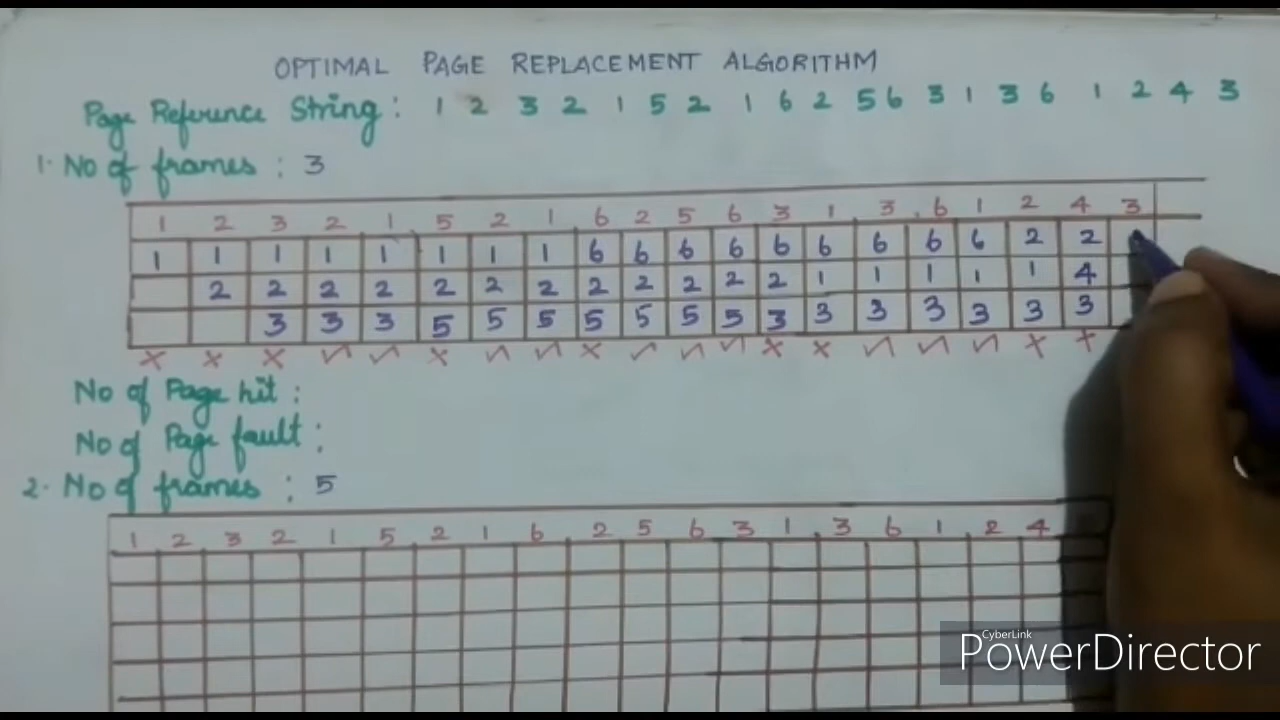 OPTIMAL PAGE REPLACEMENT ALGORITHM
Page Reference String : 1 2 3 2 1 5 2 1 6 2 5 6 3 1 3 6 1 2 4 3
1. No of frames : 3
1 2 3 2 1 5 2 1 6 2 5 6 3 1 3 6 1 2 4 3
1 1 1 1 1 1 1 1 6 6 6 6 6 6 6 6 6 2 2
2 2 2 2 2 2 2 2 2 2 2 2 1 1 1 1 1 4
3 3 3 5 5 5 5 5 5 5 3 3 3 3 3 3 3
× × × ✓ ✓ × ✓ ✓ × ✓ ✓ ✓ × × ✓ ✓ ✓ × ×
No of Page hit :
No of Page fault :
2. No of frames : 5
1 2 3 2 1 5 2 1 6 2 5 6 3 1 3 6 1 2 4
CyberLink
PowerDirector